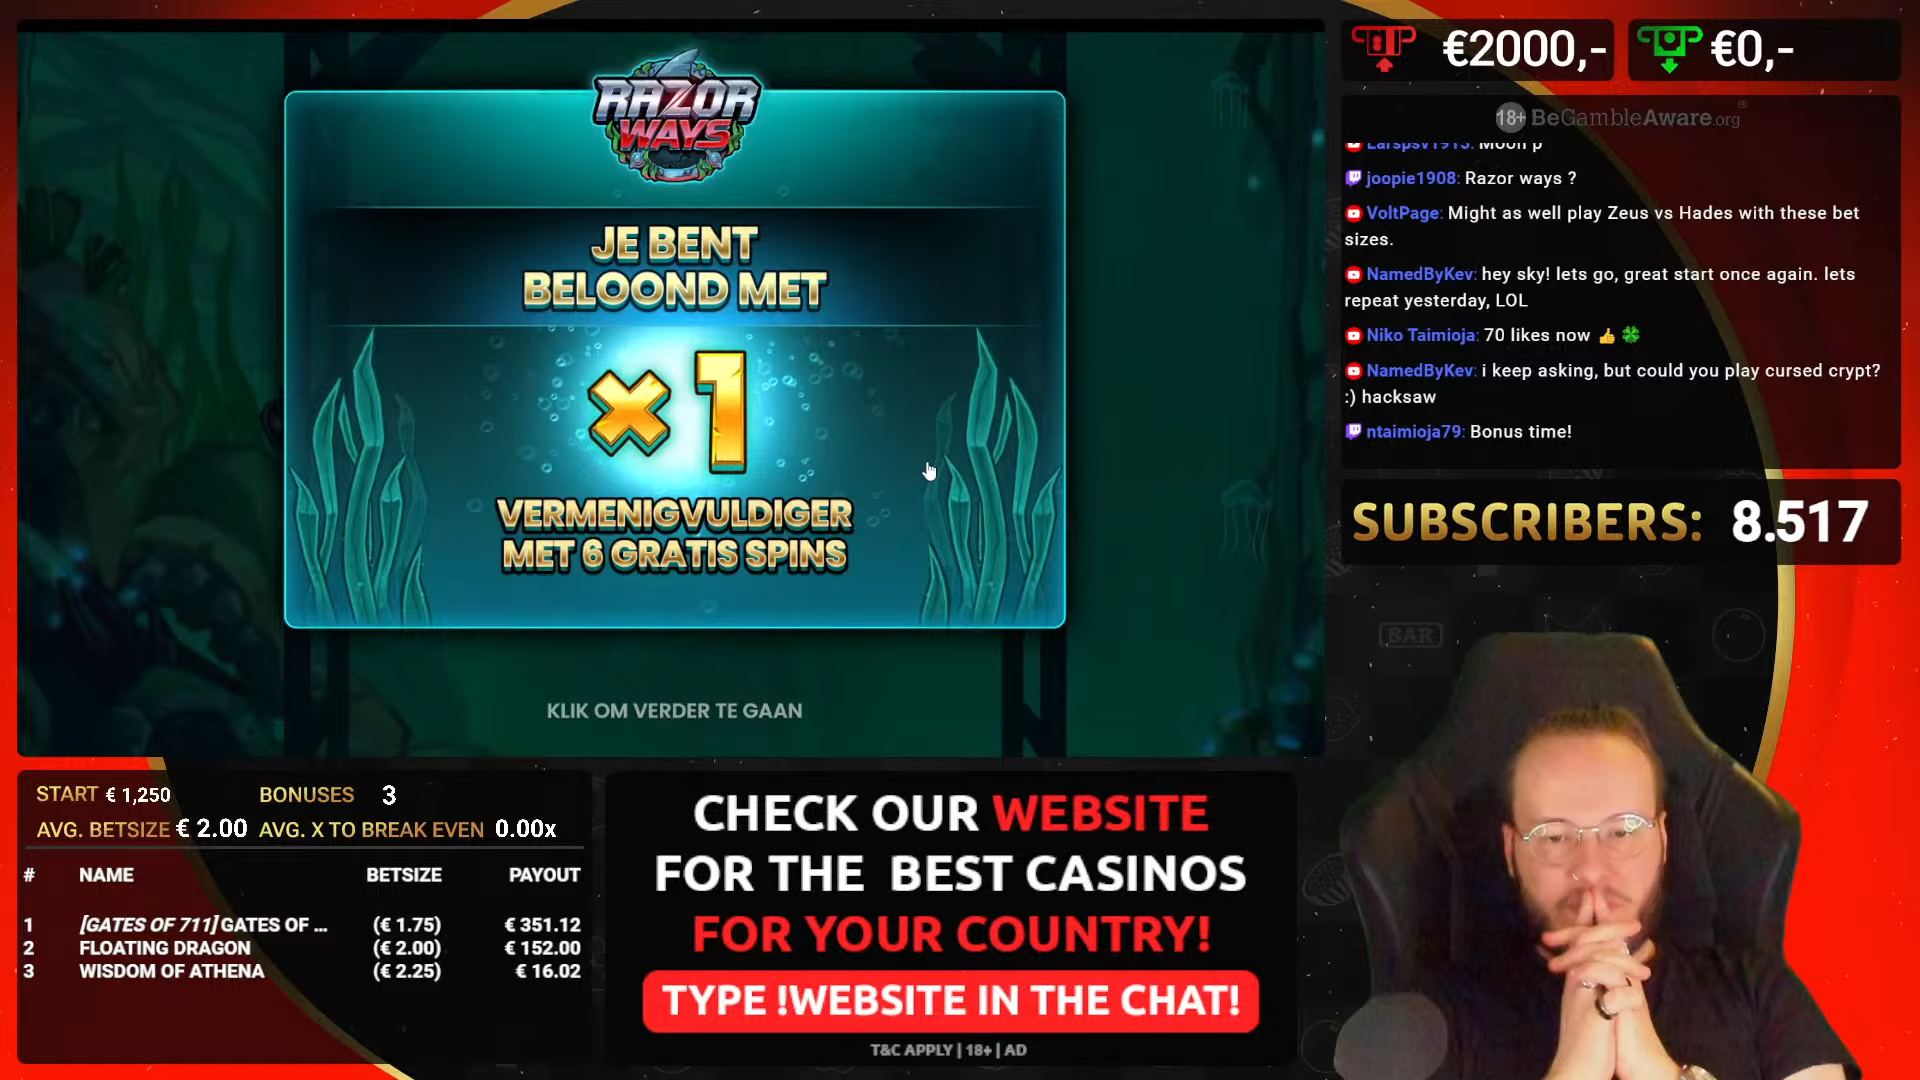 RAZOR
WAYS
JE BENT
BELOOND MET
×1
VERMENIGVULDIGER
MET 6 GRATIS SPINS
KLIK OM VERDER TE GAAN
€2000,-
€0,-
18+ BeGambleAware.org®
Larspsv1913: Moon p
joopie1908: Razor ways ?
VoltPage: Might as well play Zeus vs Hades with these bet
sizes.
NamedByKev: hey sky! lets go, great start once again. lets
repeat yesterday, LOL
Niko Taimioja: 70 likes now 👍 🍀
NamedByKev: i keep asking, but could you play cursed crypt?
:) hacksaw
ntaimioja79: Bonus time!
SUBSCRIBERS: 8.517
BAR
START € 1,250 BONUSES 3
AVG. BETSIZE € 2.00 AVG. X TO BREAK EVEN 0.00x
# NAME BETSIZE PAYOUT
1 [GATES OF 711] GATES OF ... (€ 1.75) € 351.12
2 FLOATING DRAGON (€ 2.00) € 152.00
3 WISDOM OF ATHENA (€ 2.25) € 16.02
CHECK OUR WEBSITE
FOR THE BEST CASINOS
FOR YOUR COUNTRY!
TYPE !WEBSITE IN THE CHAT!
T&C APPLY | 18+ | AD